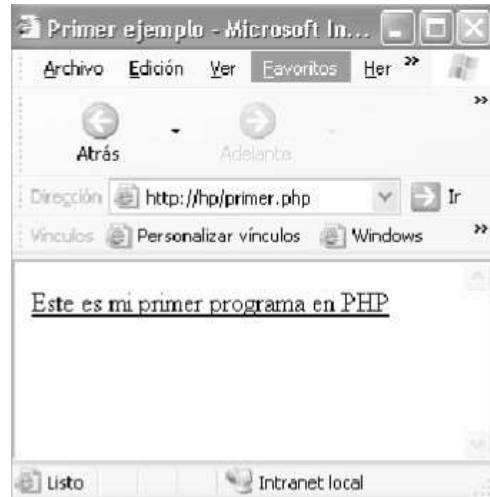 Primer ejemplo - Microsoft In...
Archivo Edición Ver Favoritos Her »
»
Atrás Adelante
Dirección http://hp/primer.php Ir
Vínculos Personalizar vínculos Windows »
Este es mi primer programa en PHP
Listo Intranet local